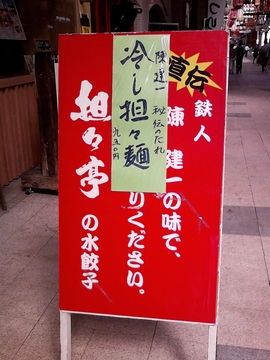 直伝
鉄人
陳建一の味で、
りください。
担々亭の水餃子
陳建一
秘伝のたれ
冷し担々麺
九五〇円